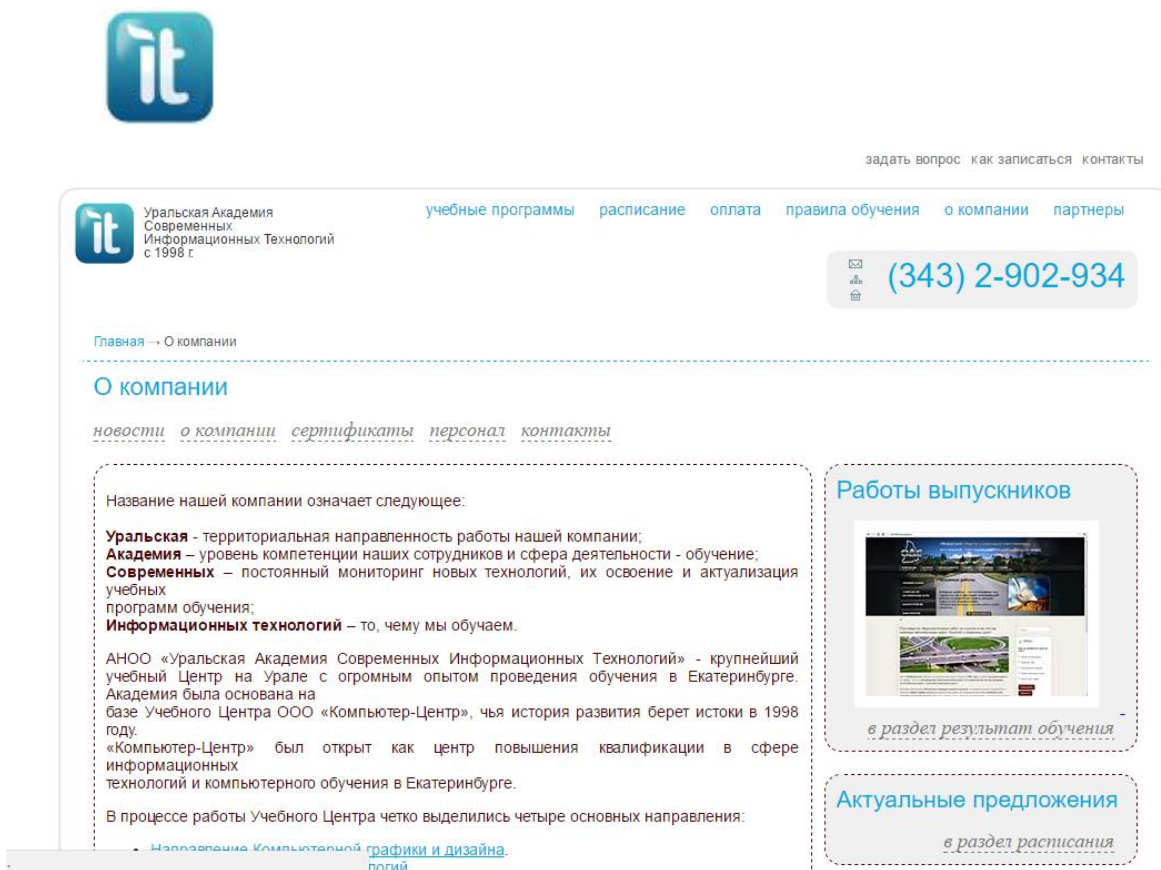 it
задать вопрос как записаться контакты
it
Уральская Академия
Современных
Информационных Технологий
с 1998 г.
учебные программы расписание оплата правила обучения о компании партнеры
(343) 2-902-934
Главная → О компании
О компании
новости о компании сертификаты персонал контакты
Название нашей компании означает следующее:
Уральская - территориальная направленность работы нашей компании;
Академия – уровень компетенции наших сотрудников и сфера деятельности - обучение;
Современных – постоянный мониторинг новых технологий, их освоение и актуализация
учебных
программ обучения;
Информационных технологий – то, чему мы обучаем.
АНОО «Уральская Академия Современных Информационных Технологий» - крупнейший
учебный Центр на Урале с огромным опытом проведения обучения в Екатеринбурге.
Академия была основана на
базе Учебного Центра ООО «Компьютер-Центр», чья история развития берет истоки в 1998
году.
«Компьютер-Центр» был открыт как центр повышения квалификации в сфере
информационных
технологий и компьютерного обучения в Екатеринбурге.
В процессе работы Учебного Центра четко выделились четыре основных направления:
Направление Компьютерной графики и дизайна.
Работы выпускников
в раздел результат обучения
Актуальные предложения
в раздел расписания